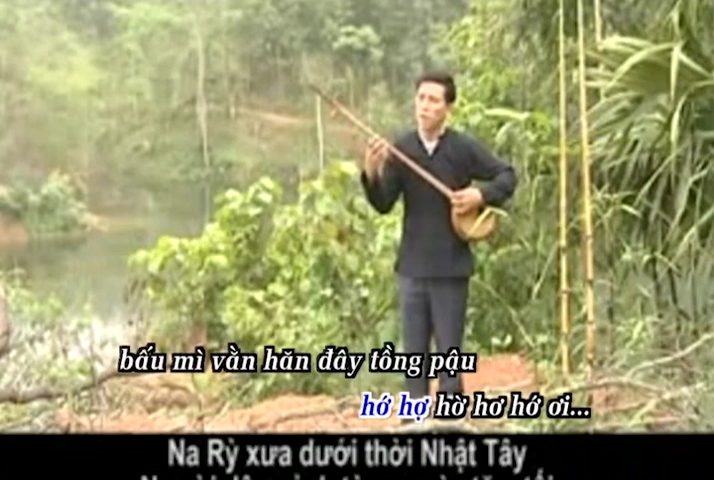 bấu mì vằn hăn đây tồng pậu
hớ hợ hờ hơ hớ ơi...
Na Rỳ xưa dưới thời Nhật Tây